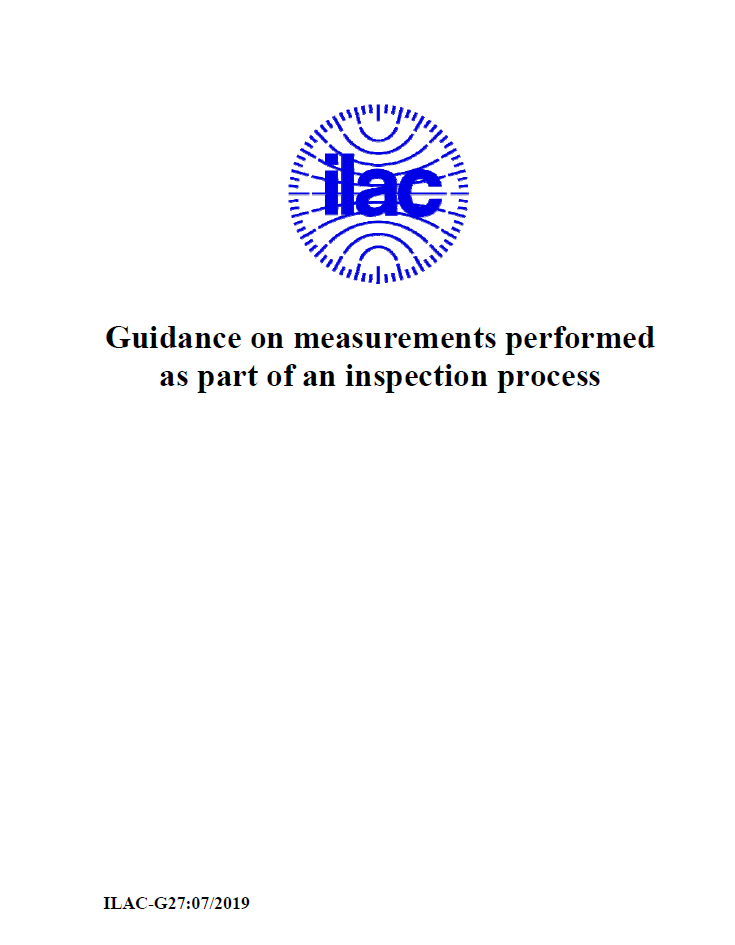 ilac
Guidance on measurements performed
as part of an inspection process
ILAC-G27:07/2019